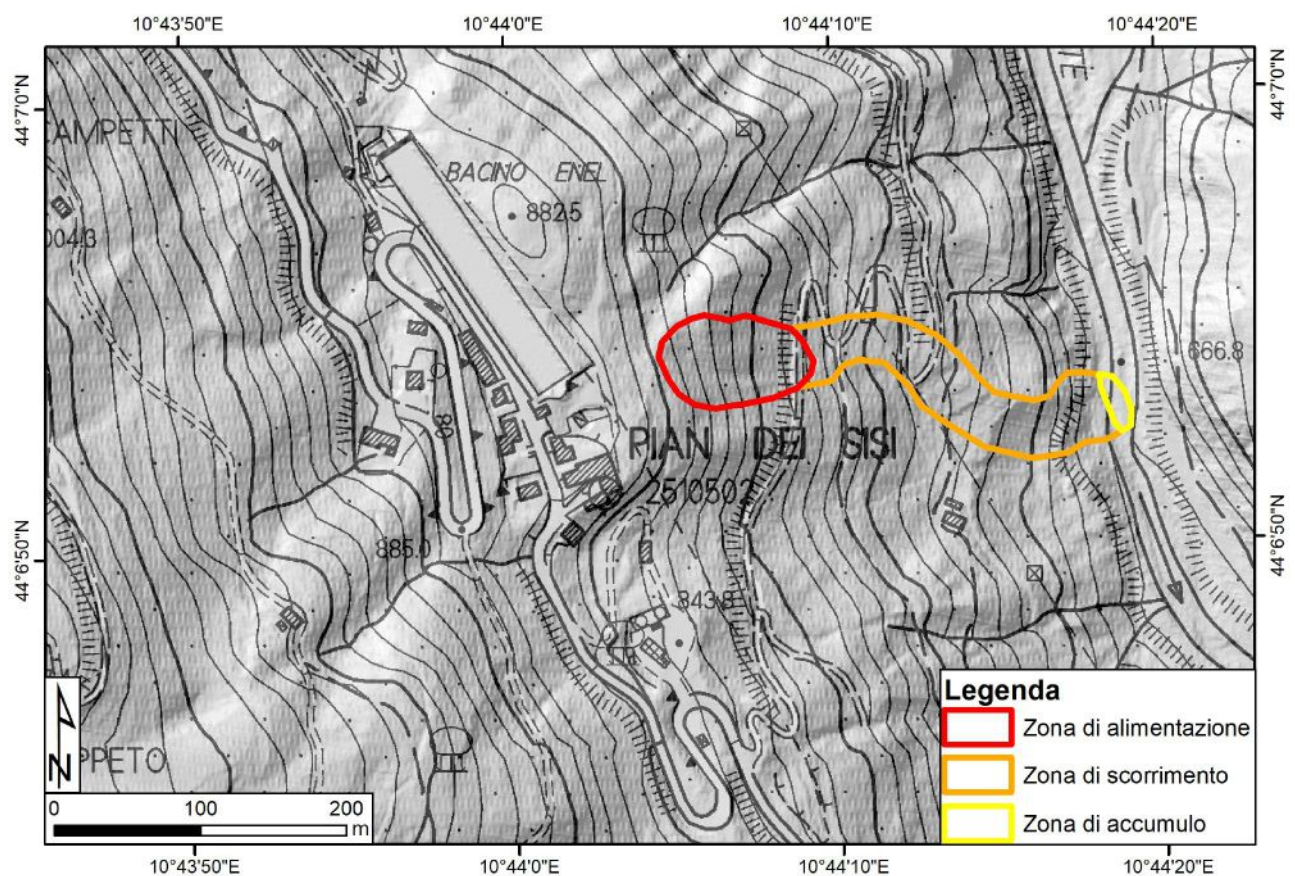 10°43'50"E 10°44'0"E 10°44'10"E 10°44'20"E
44°7'0"N
44°7'0"N
AMPETTI
BACINO ENEL
882.5
004.3
666.8
PIAN DEI SISI
2510502
885.0
44°6'50"N
44°6'50"N
843.8
PPETO
N
0 100 200
m
Legenda
Zona di alimentazione
Zona di scorrimento
Zona di accumulo
10°43'50"E 10°44'0"E 10°44'10"E 10°44'20"E